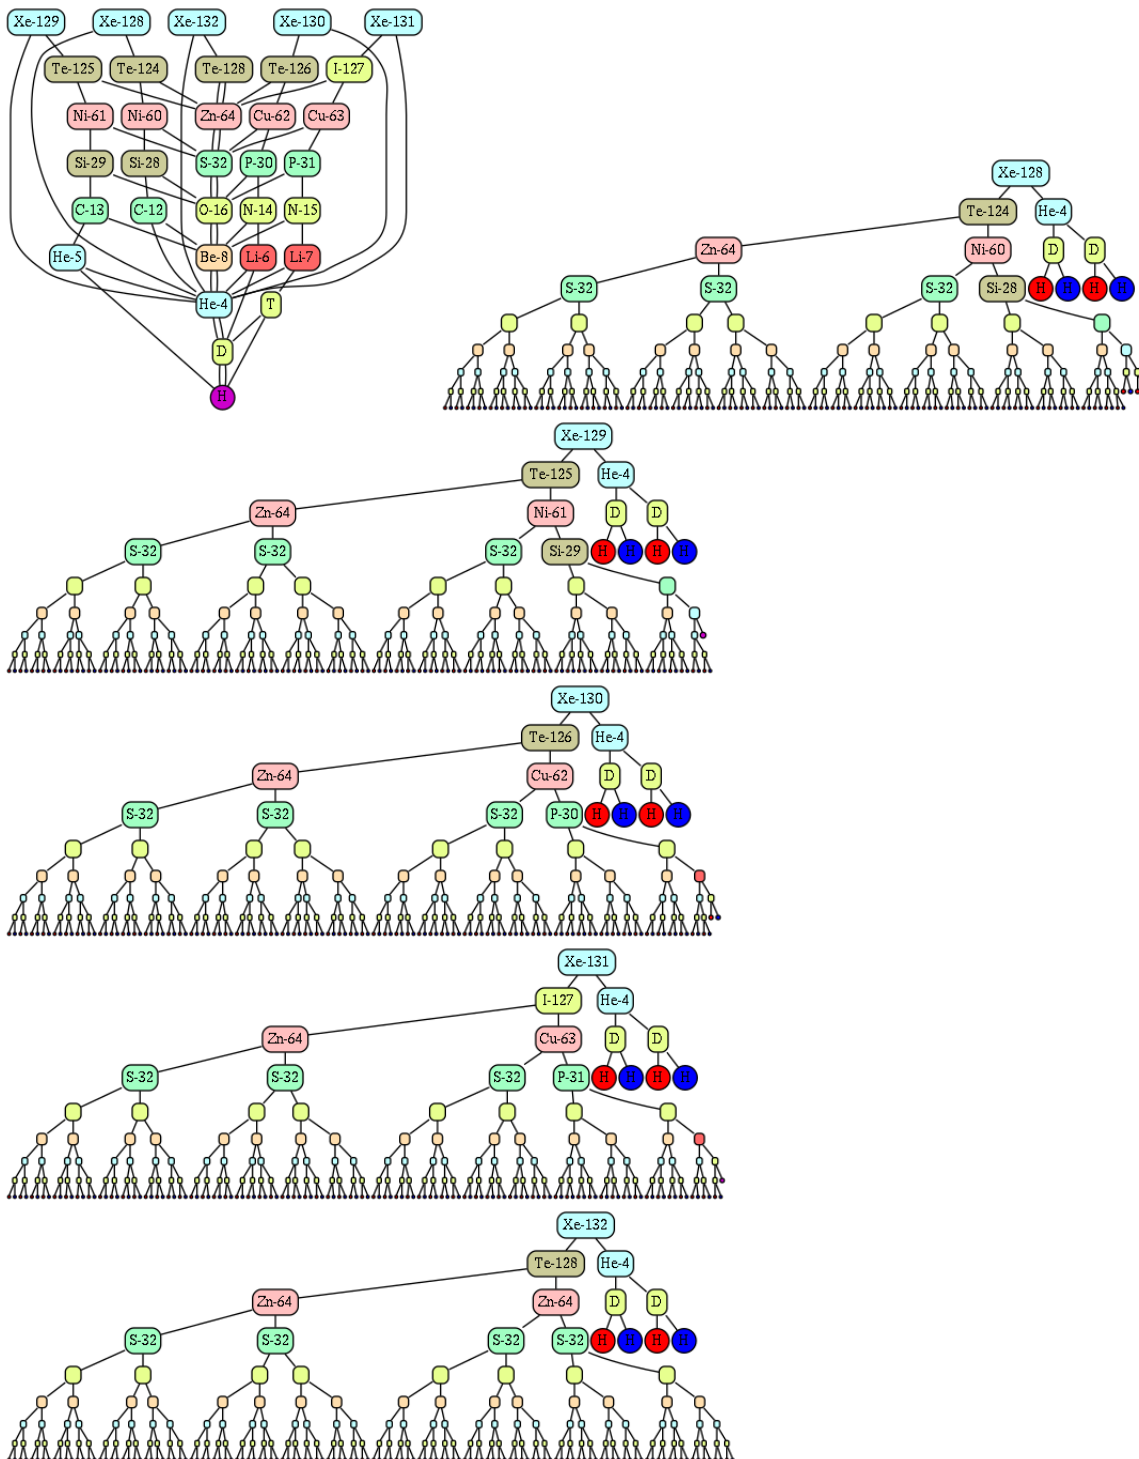 Xe-129 Xe-128 Xe-132 Xe-130 Xe-131
Te-125 Te-124 Te-128 Te-126 I-127
Ni-61 Ni-60 Zn-64 Cu-62 Cu-63
Si-29 Si-28 S-32 P-30 P-31
C-13 C-12 O-16 N-14 N-15
He-5 Be-8 Li-6 Li-7
He-4 T
D
H
Xe-128
Te-124 He-4
Zn-64 Ni-60 D D
S-32 S-32 S-32 Si-28 H H H H
Xe-129
Te-125 He-4
Zn-64 Ni-61 D D
S-32 S-32 S-32 Si-29 H H H H
Xe-130
Te-126 He-4
Zn-64 Cu-62 D D
S-32 S-32 S-32 P-30 H H H H
Xe-131
I-127 He-4
Zn-64 Cu-63 D D
S-32 S-32 S-32 P-31 H H H H
Xe-132
Te-128 He-4
Zn-64 Zn-64 D D
S-32 S-32 S-32 S-32 H H H H